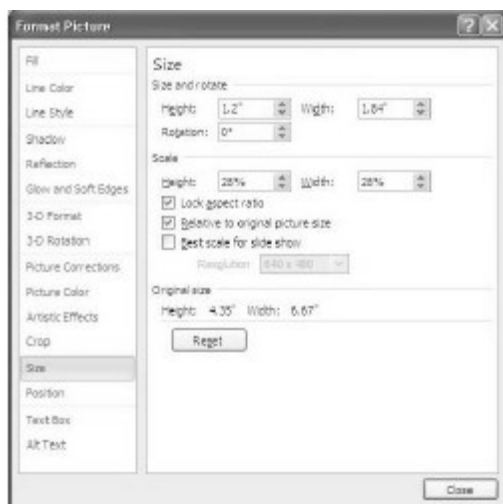 Format Picture
Fill
Line Color
Line Style
Shadow
Reflection
Glow and Soft Edges
3-D Format
3-D Rotation
Picture Corrections
Picture Color
Artistic Effects
Crop
Size
Position
Text Box
Alt Text
Size
Size and rotate
Height: 1.2" Width: 1.84"
Rotation: 0°
Scale
Height: 28% Width: 28%
Lock aspect ratio
Relative to original picture size
Best scale for slide show
Resolution 640 x 480
Original size
Height: 4.35" Width: 6.67"
Reset
Close